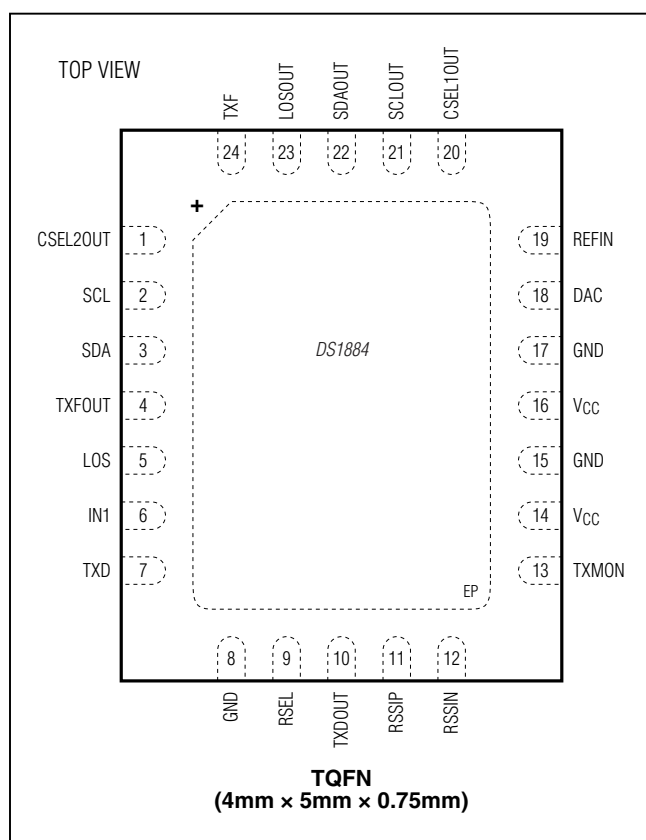 TOP VIEW
TXF
LOSOUT
SDAOUT
SCLOUT
CSEL1OUT
24
23
22
21
20
+
CSEL2OUT 1
SCL 2
SDA 3
TXFOUT 4
LOS 5
IN1 6
TXD 7
DS1884
19 REFIN
18 DAC
17 GND
16 VCC
15 GND
14 VCC
13 TXMON
EP
8
9
10
11
12
GND
RSEL
TXDOUT
RSSIP
RSSIN
TQFN
(4mm × 5mm × 0.75mm)